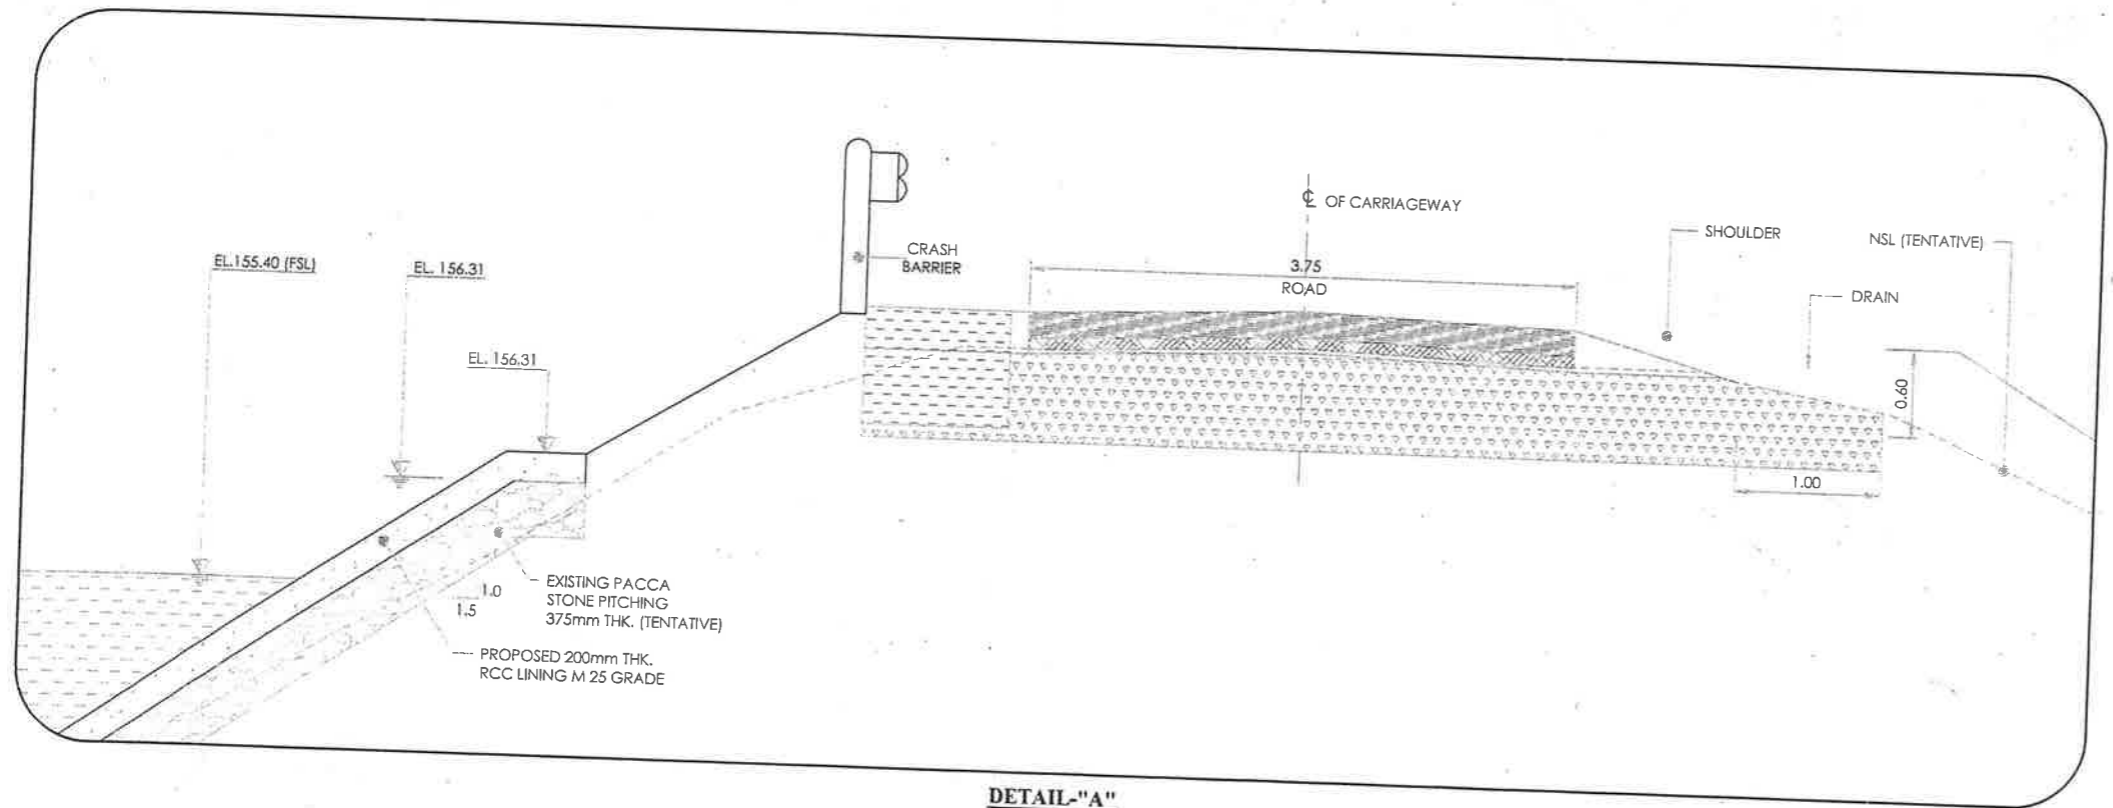 ℄ OF CARRIAGEWAY
SHOULDER
NSL (TENTATIVE)
CRASH
BARRIER
EL.155.40 (FSL)
EL. 156.31
3.75
ROAD
DRAIN
EL. 156.31
0.60
1.00
EXISTING PACCA
STONE PITCHING
375mm THK. (TENTATIVE)
1.0
1.5
PROPOSED 200mm THK.
RCC LINING M 25 GRADE
DETAIL-"A"